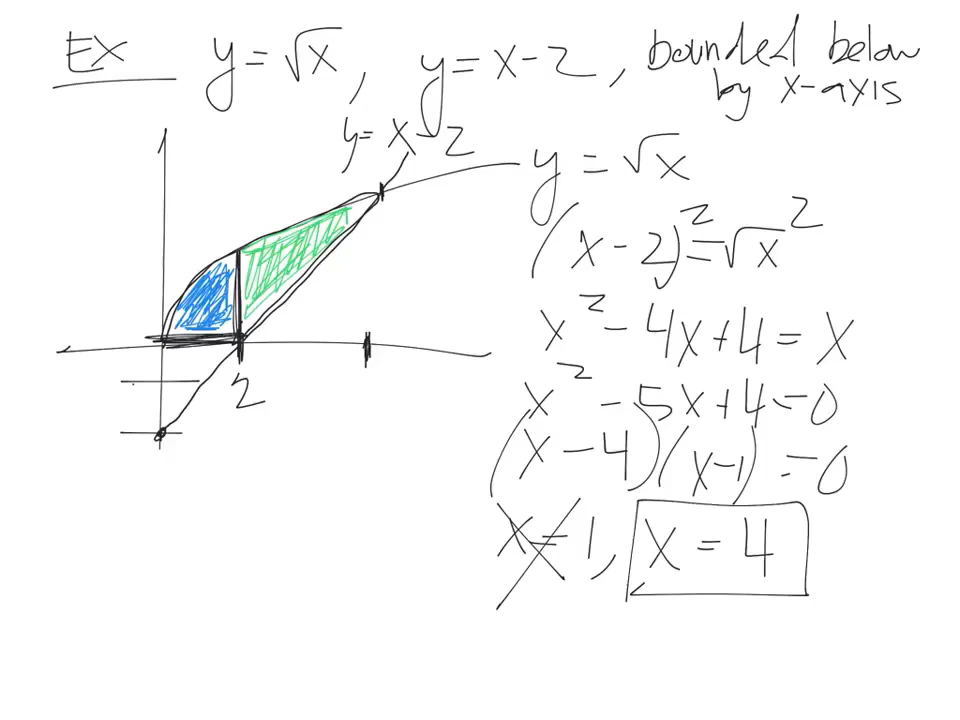 EX y = √x, y = x - 2, bounded below
by x-axis
y = x - 2
y = √x
(x - 2)² = √x²
x² - 4x + 4 = x
x² - 5x + 4 = 0
(x - 4)(x - 1) = 0
x = 1, x = 4
2